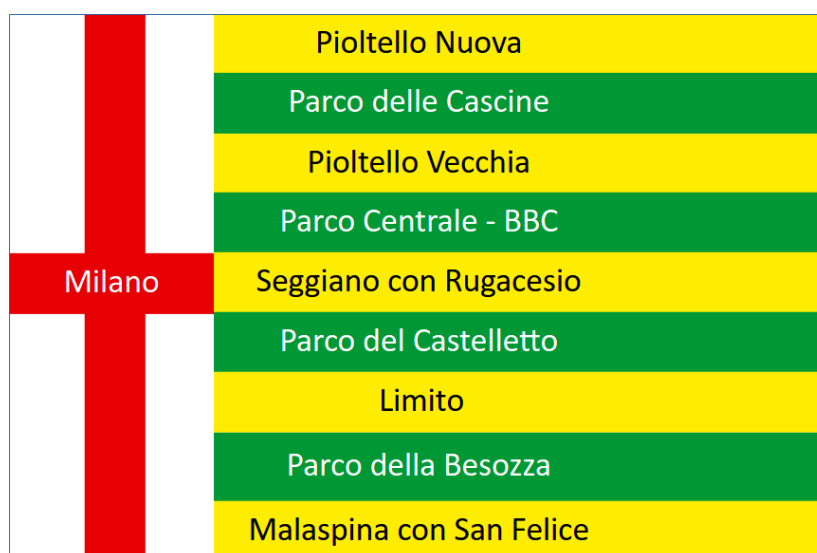 Pioltello Nuova
Parco delle Cascine
Pioltello Vecchia
Parco Centrale - BBC
Milano
Seggiano con Rugacesio
Parco del Castelletto
Limito
Parco della Besozza
Malaspina con San Felice